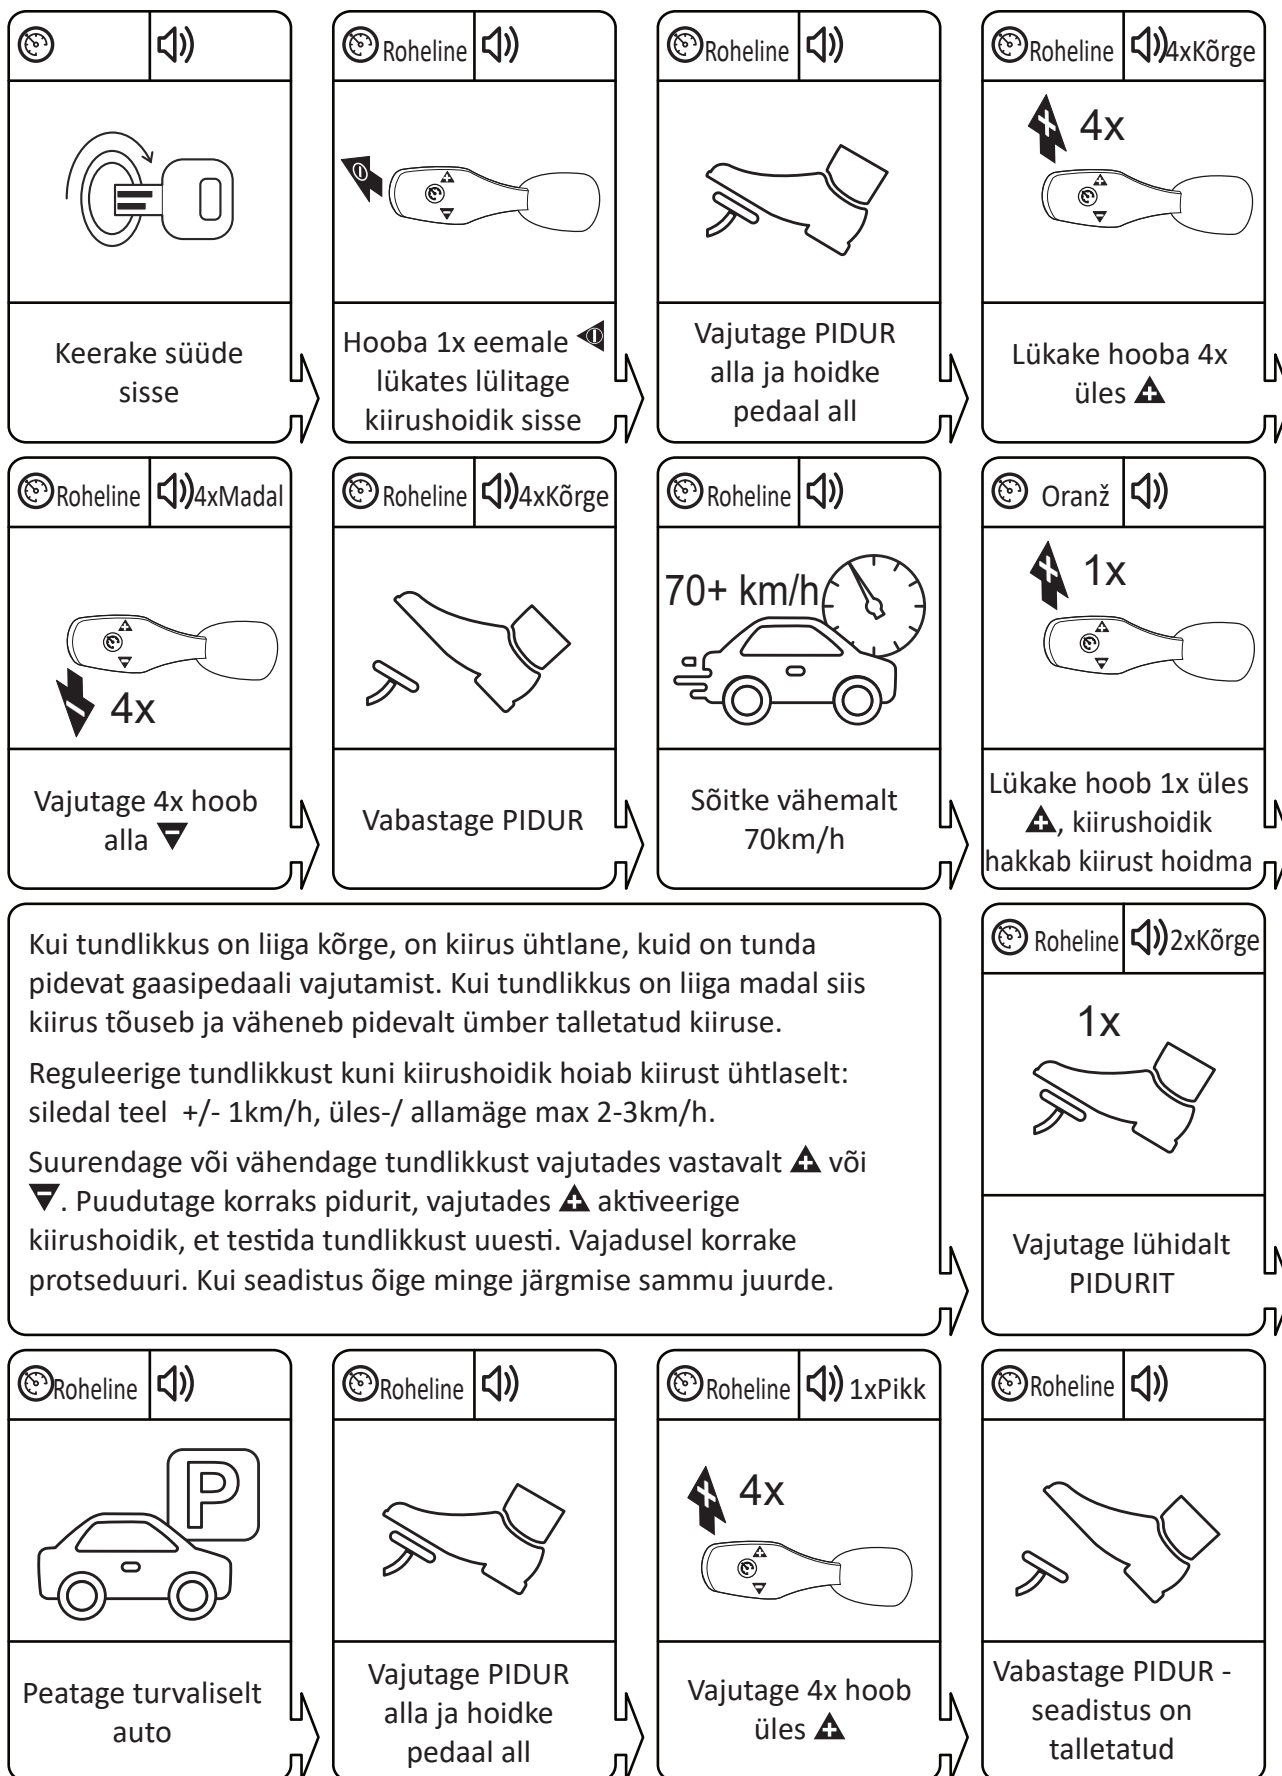 Keerake süüde
sisse
Roheline
Hooba 1x eemale
lükates lülitage
kiirushoidik sisse
Roheline
Vajutage PIDUR
alla ja hoidke
pedaal all
Roheline 4xKõrge
4x
Lükake hooba 4x
üles
Roheline 4xMadal
4x
Vajutage 4x hoob
alla
Roheline 4xKõrge
Vabastage PIDUR
Roheline
70+ km/h
Sõitke vähemalt
70km/h
Oranž
1x
Lükake hoob 1x üles
, kiirushoidik
hakkab kiirust hoidma
Kui tundlikkus on liiga kõrge, on kiirus ühtlane, kuid on tunda
pidevat gaasipedaali vajutamist. Kui tundlikkus on liiga madal siis
kiirus tõuseb ja väheneb pidevalt ümber talletatud kiiruse.
Reguleerige tundlikkust kuni kiirushoidik hoiab kiirust ühtlaselt:
siledal teel +/- 1km/h, üles-/ allamäge max 2-3km/h.
Suurendage või vähendage tundlikkust vajutades vastavalt või
. Puudutage korraks pidurit, vajutades aktiveerige
kiirushoidik, et testida tundlikkust uuesti. Vajadusel korrake
protseduuri. Kui seadistus õige minge järgmise sammu juurde.
Roheline 2xKõrge
1x
Vajutage lühidalt
PIDURIT
Roheline
P
Peatage turvaliselt
auto
Roheline
Vajutage PIDUR
alla ja hoidke
pedaal all
Roheline 1xPikk
4x
Vajutage 4x hoob
üles
Roheline
Vabastage PIDUR -
seadistus on
talletatud